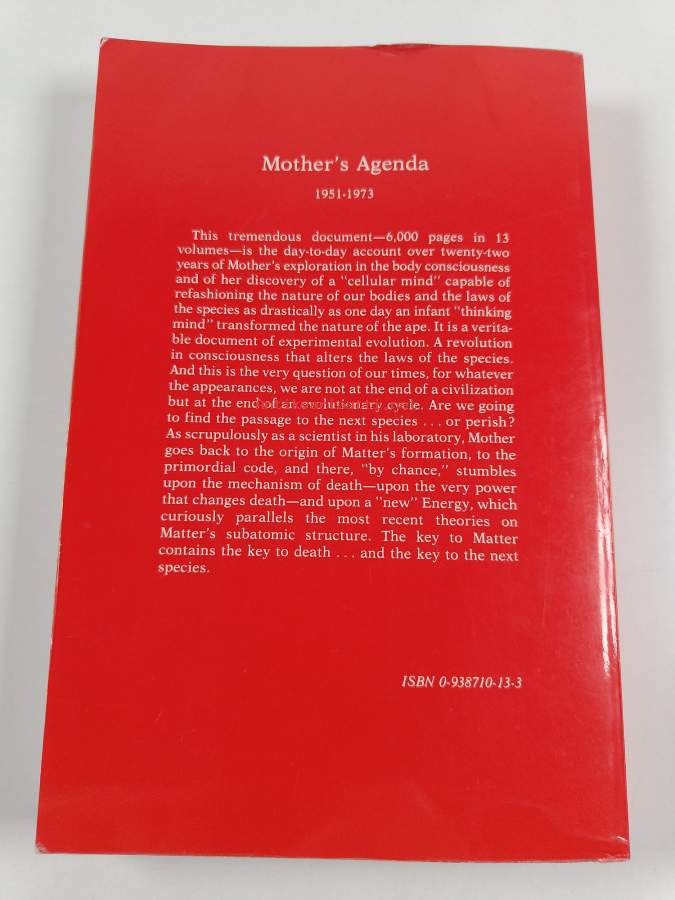 Mother's Agenda
1951-1973
This tremendous document—6,000 pages in 13
volumes—is the day-to-day account over twenty-two
years of Mother's exploration in the body consciousness
and of her discovery of a "cellular mind" capable of
refashioning the nature of our bodies and the laws of
the species as drastically as one day an infant "thinking
mind" transformed the nature of the ape. It is a verita-
ble document of experimental evolution. A revolution
in consciousness that alters the laws of the species.
And this is the very question of our times, for whatever
the appearances, we are not at the end of a civilization
but at the end of an evolutionary cycle. Are we going
to find the passage to the next species . . . or perish?
As scrupulously as a scientist in his laboratory, Mother
goes back to the origin of Matter's formation, to the
primordial code, and there, "by chance," stumbles
upon the mechanism of death—upon the very power
that changes death—and upon a "new" Energy, which
curiously parallels the most recent theories on
Matter's subatomic structure. The key to Matter
contains the key to death . . . and the key to the next
species.
ISBN 0-938710-13-3